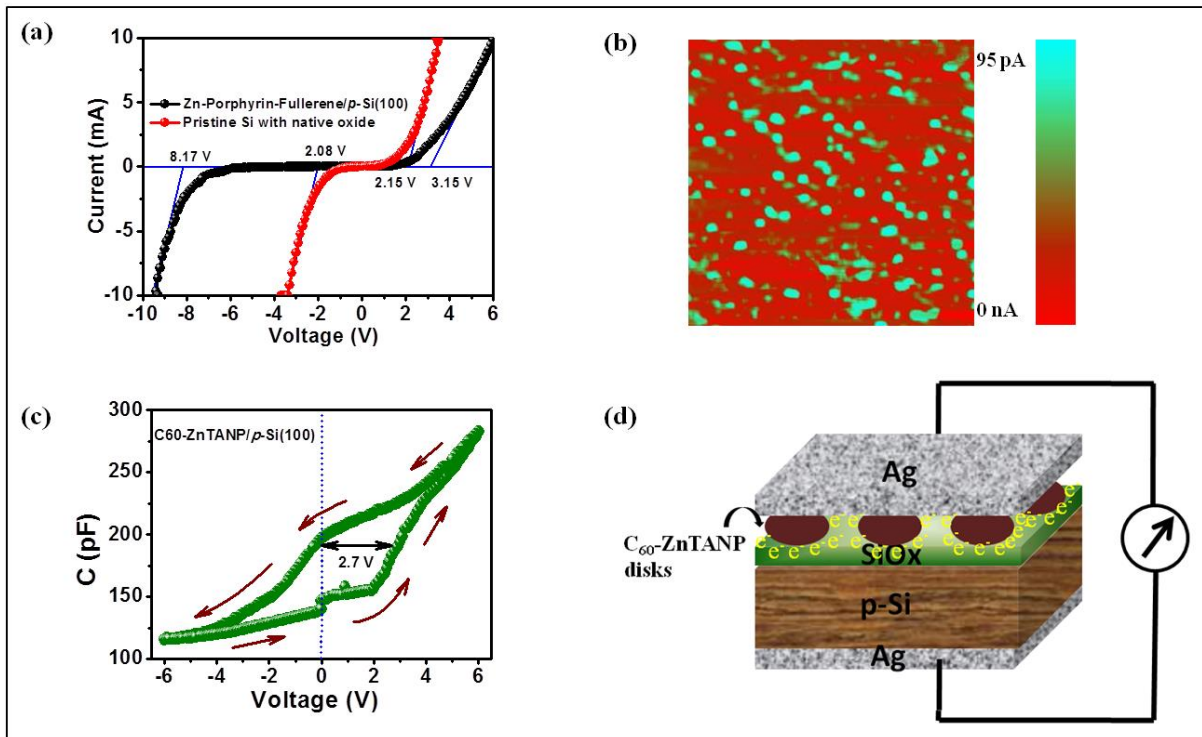 (a)
10
5
0
-5
-10
Current (mA)
Zn-Porphyrin-Fullerene/p-Si(100)
Pristine Si with native oxide
8.17 V
2.08 V
2.15 V
3.15 V
-10 -8 -6 -4 -2 0 2 4 6
Voltage (V)
(b)
95 pA
0 nA
(c)
300
250
200
150
100
C (pF)
C60-ZnTANP/p-Si(100)
2.7 V
-6 -4 -2 0 2 4 6
Voltage (V)
(d)
Ag
e⁻ e⁻ e⁻ e⁻ e⁻ e⁻ e⁻ e⁻
C₆₀-ZnTANP
disks
SiOx
p-Si
Ag